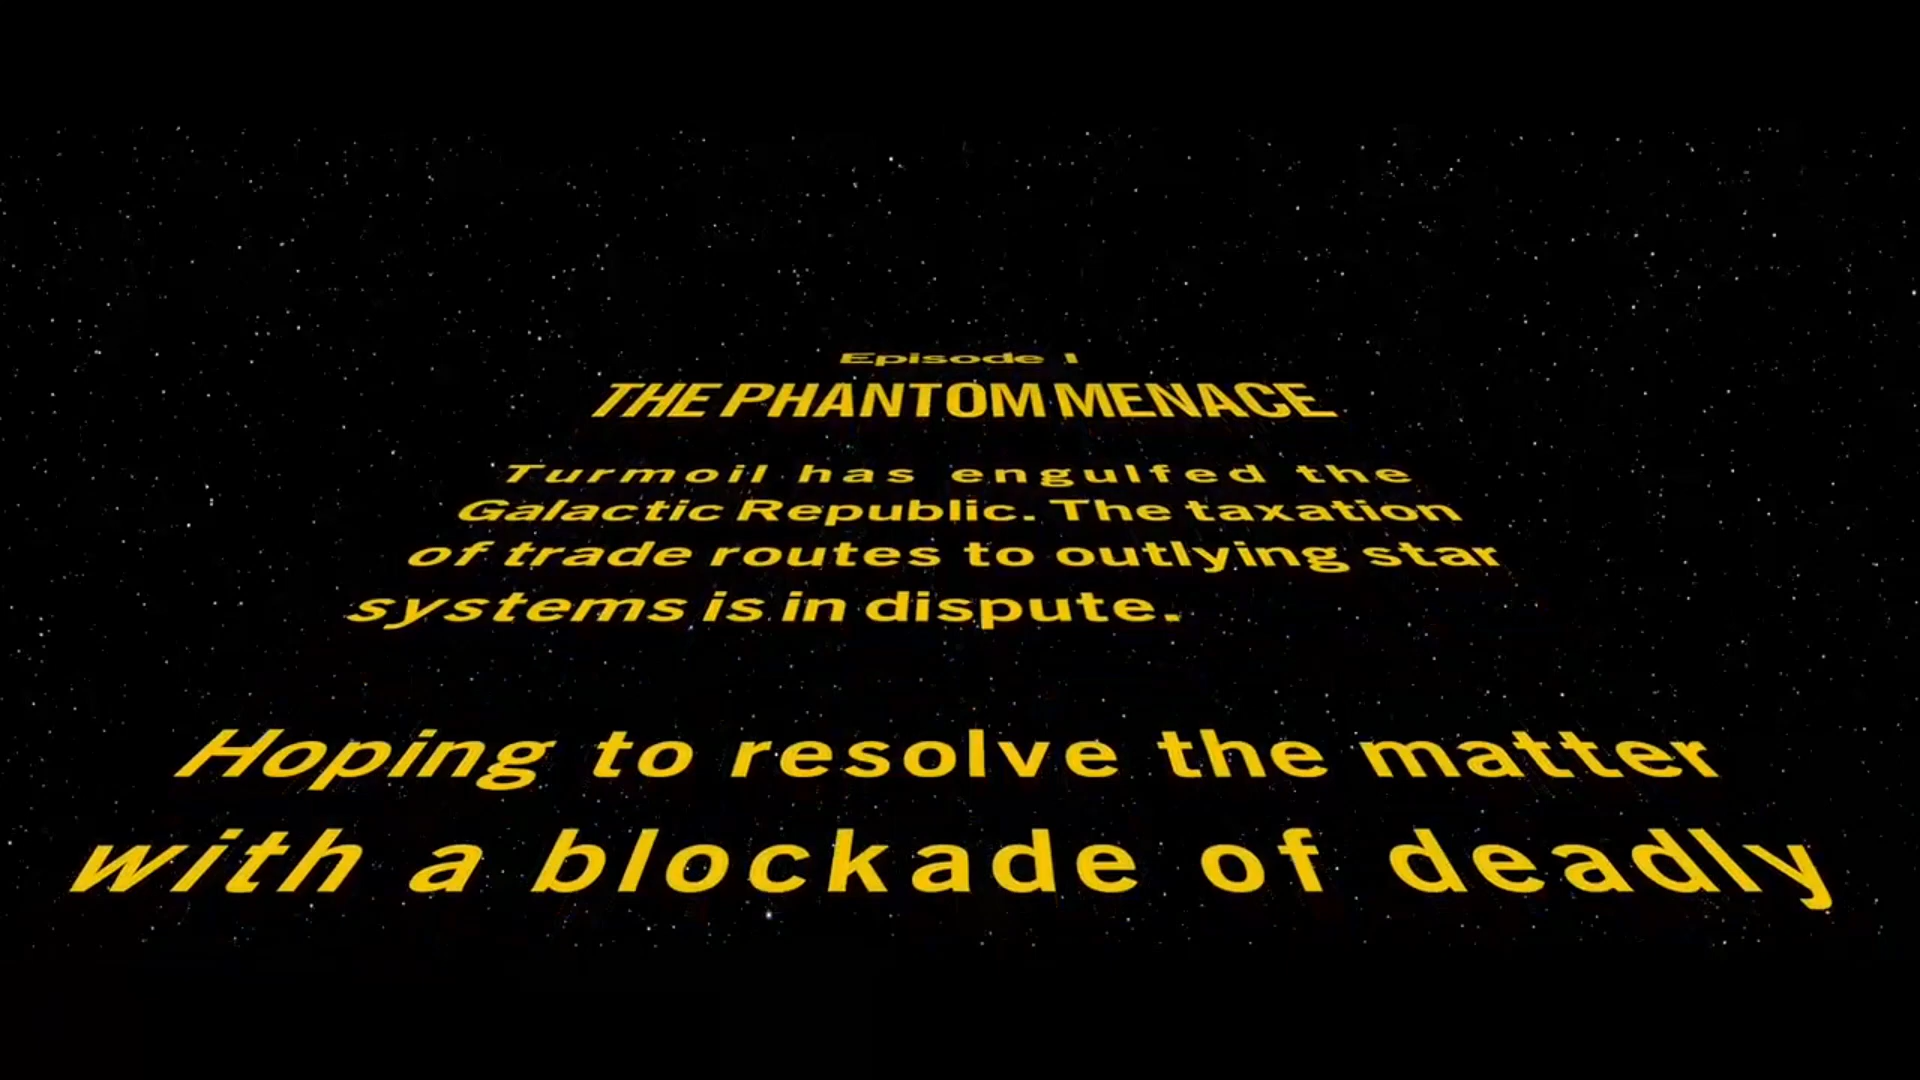 Episode I
THE PHANTOM MENACE
Turmoil has engulfed the
Galactic Republic. The taxation
of trade routes to outlying star
systems is in dispute.
Hoping to resolve the matter
with a blockade of deadly